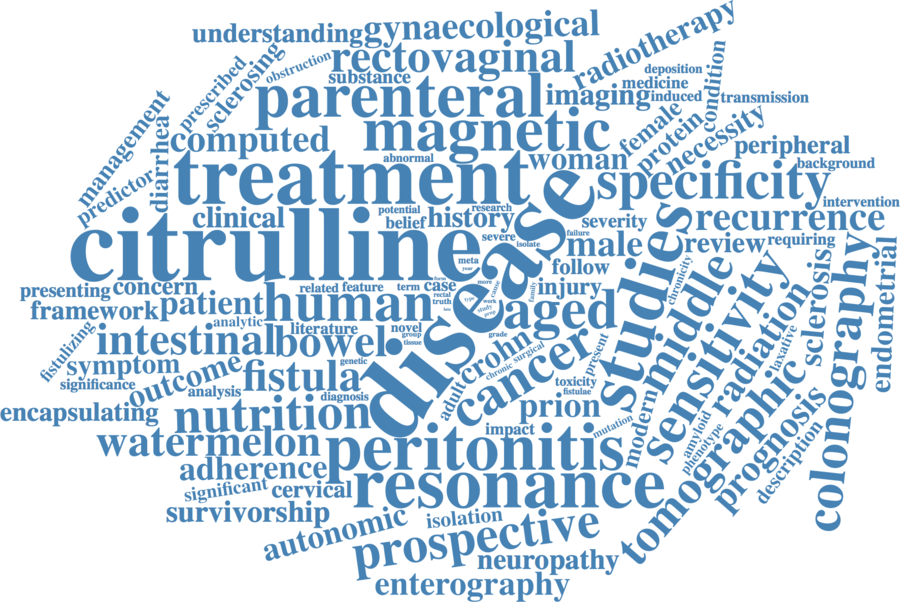 understanding
gynaecological
radiotherapy
rectovaginal
obstruction
prescribed
sclerosing
substance
deposition
medicine
condition
parenteral
imaging
induced
transmission
management
diarrhea
computed
magnetic
female
protein
necessity
peripheral
abnormal
woman
background
predictor
treatment
specificity
intervention
clinical
potential
research
belief
history
severity
recurrence
citrulline
disease
severe
isolate
failure
male
studies
review
requiring
meta
year
follow
chronicity
middle
presenting
concern
related
feature
term
case
form
more
cause
family
injury
framework
patient
human
rectal
truth
type
work
study
prep
aged
sensitivity
sclerosis
colonography
endometrial
fistulizing
analytic
literature
novel
group
tissue
grade
intestinal
bowel
crohn
surgical
chronic
present
radiation
laxative
symptom
significance
outcome
analysis
fistula
genetic
diagnosis
adult
cancer
toxicity
fistulae
modern
encapsulating
nutrition
prion
impact
mutation
amyloid
phenotype
tomographic
prognosis
description
watermelon
peritonitis
adherence
significant
cervical
resonance
survivorship
autonomic
isolation
prospective
neuropathy
enterography